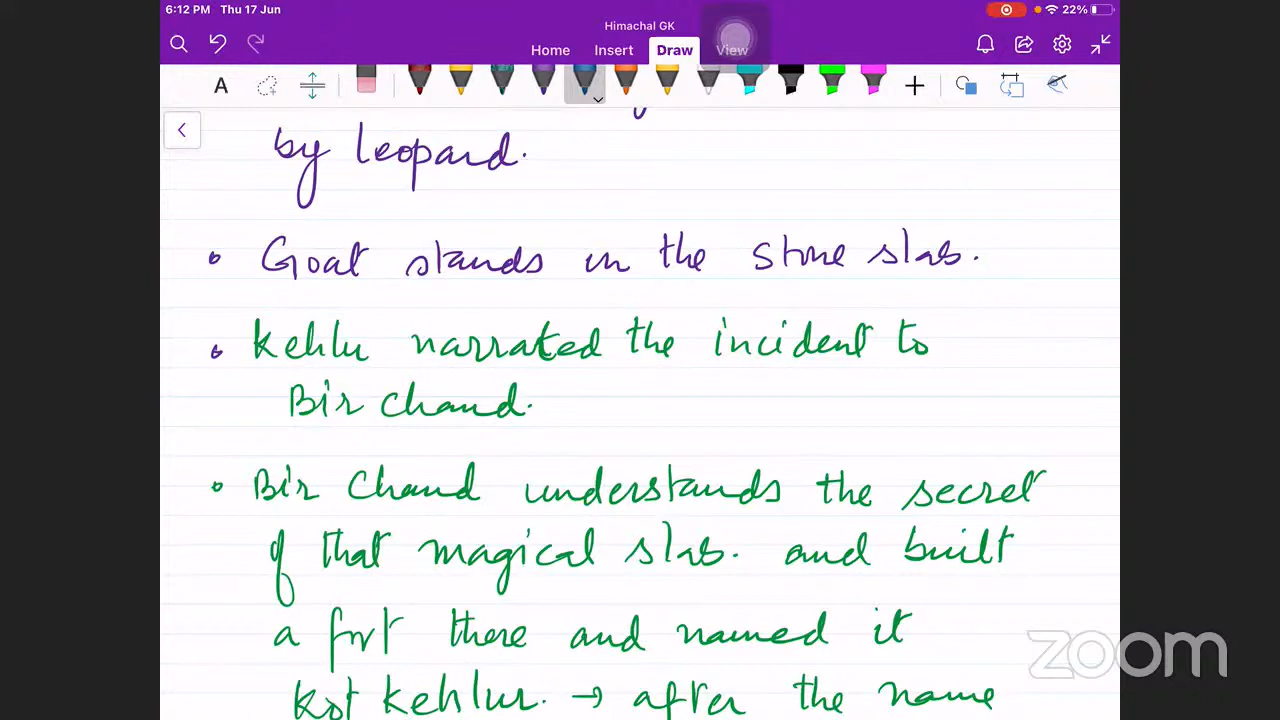 6:12 PM Thu 17 Jun
22%
Himachal GK
Home Insert Draw View
A
by leopard.
• Goat stands in the stone slab.
• Kehlu narrated the incident to
Bir Chand.
• Bir Chand understands the secret
of that magical slab. and built
a fort there and named it
Kot Kehlur. → after the name
zoom